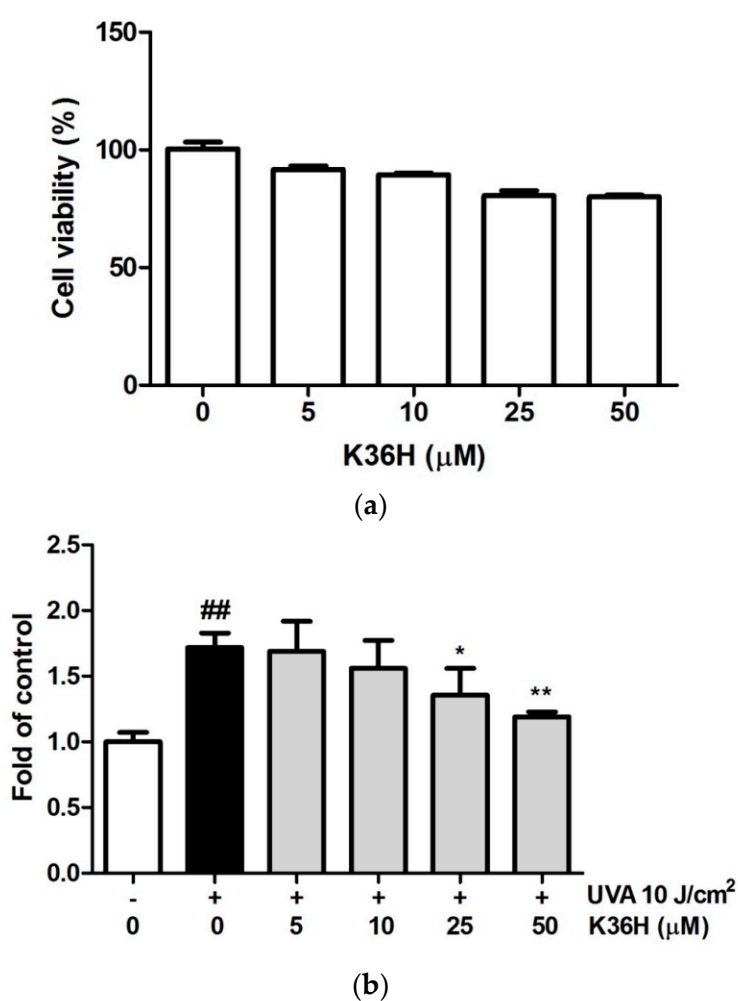 150
100
50
0
Cell viability (%)
0 5 10 25 50
K36H (μM)
(a)
2.5
2.0
1.5
1.0
0.5
0.0
Fold of control
##
*
**
- + + + + + UVA 10 J/cm²
0 0 5 10 25 50 K36H (μM)
(b)